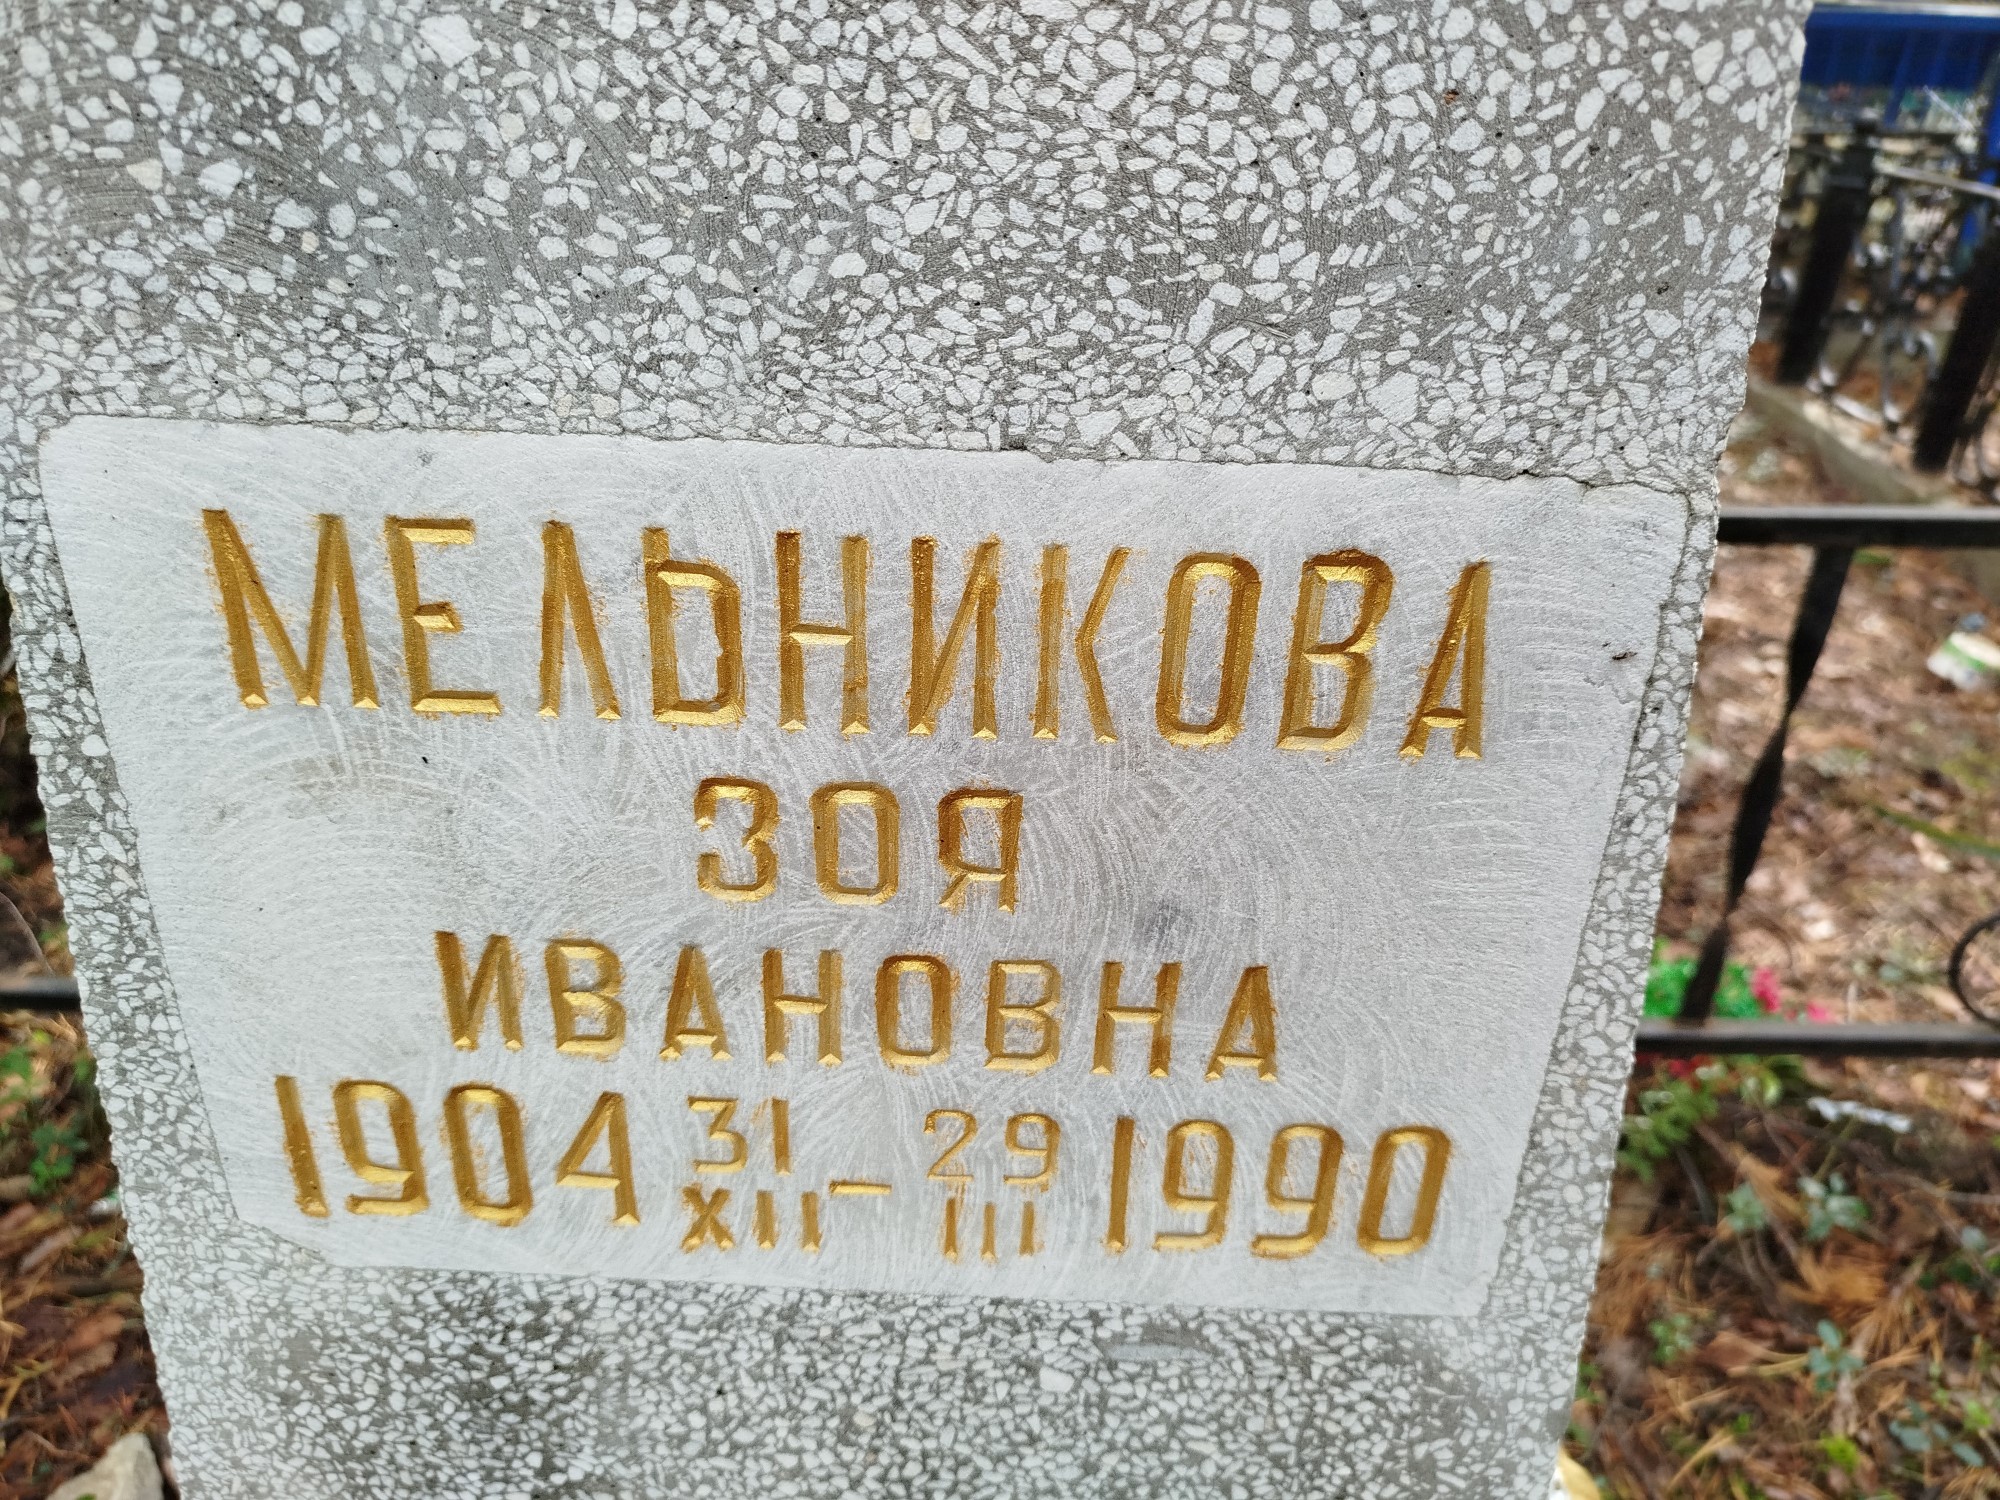 МЕЛЬНИКОВА
ЗОЯ
ИВАНОВНА
1904 31/XII – 29/III 1990